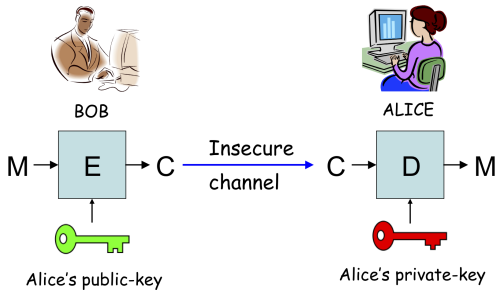 BOB
ALICE
M E C
Insecure
channel
C D M
Alice's public-key
Alice's private-key